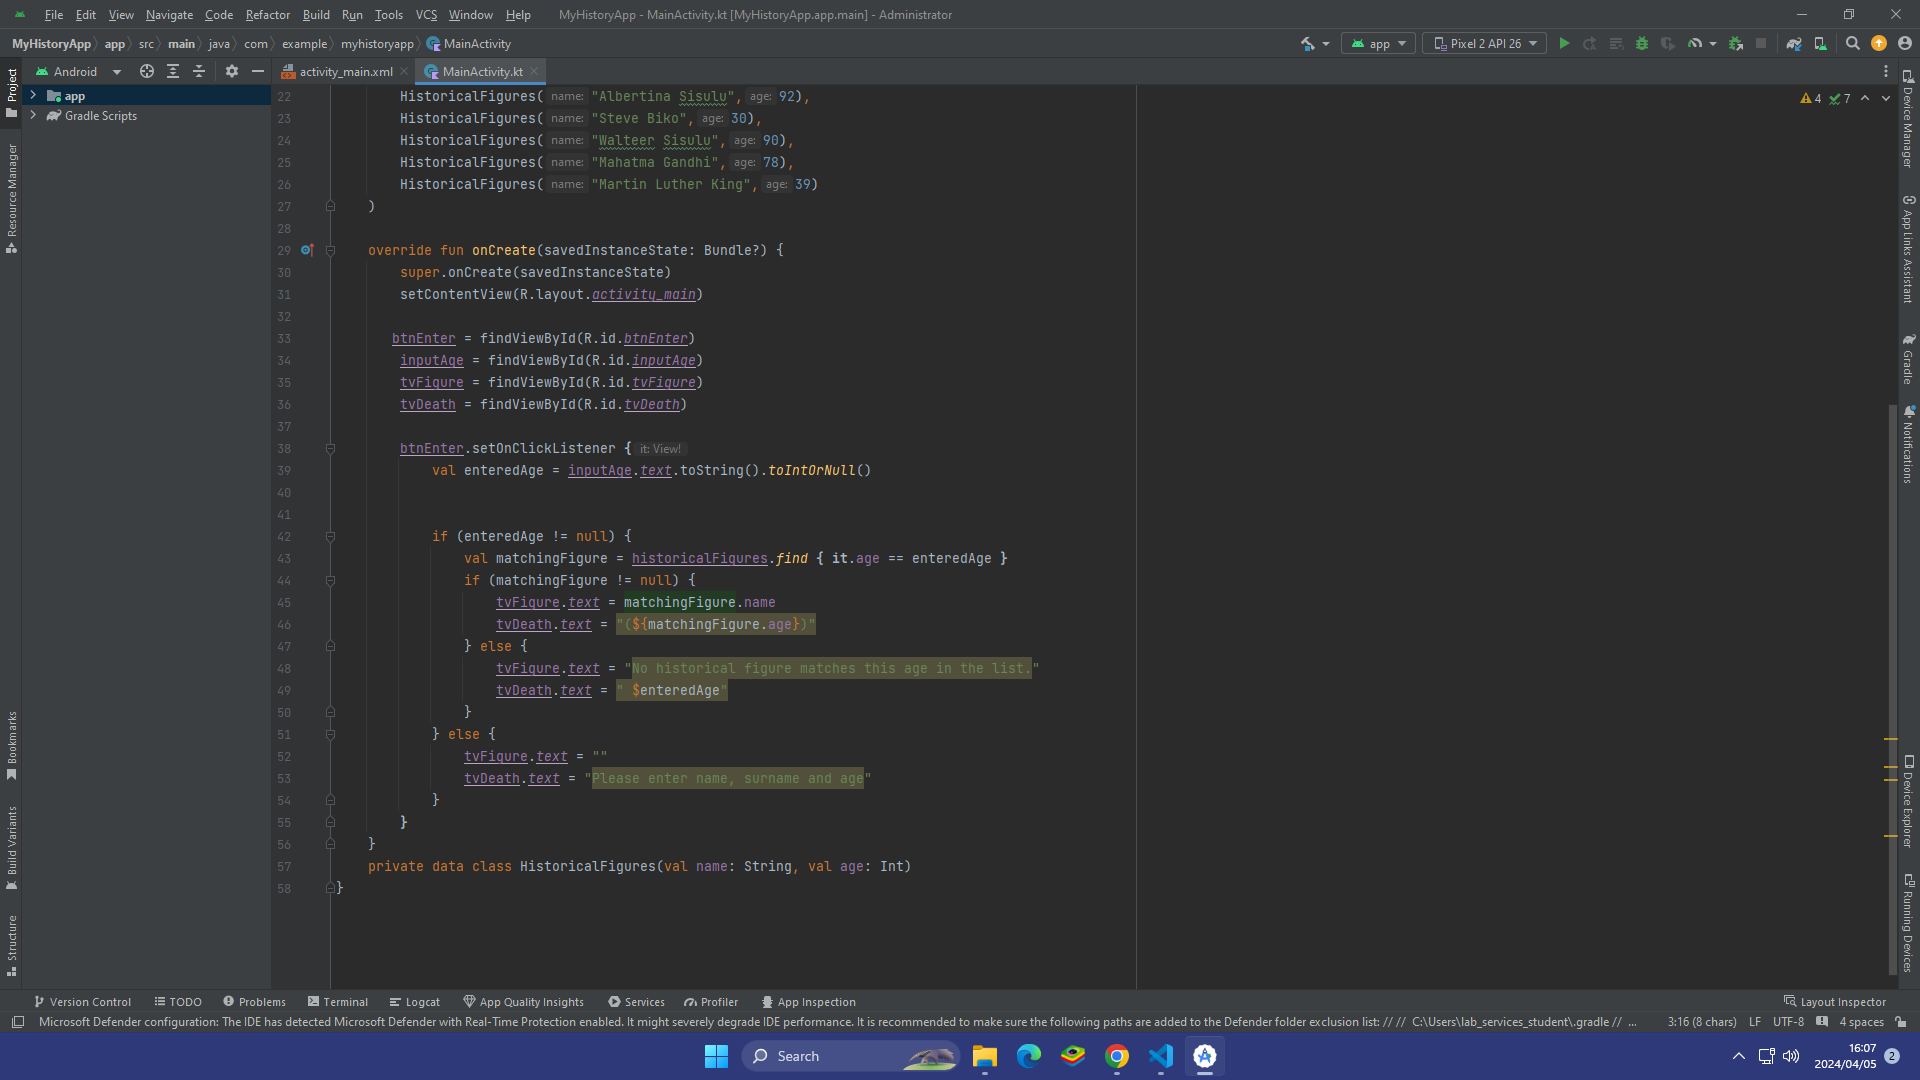 File Edit View Navigate Code Refactor Build Run Tools VCS Window Help MyHistoryApp - MainActivity.kt [MyHistoryApp.app.main] - Administrator
MyHistoryApp app src main java com example myhistoryapp MainActivity app Pixel 2 API 26
Android activity_main.xml MainActivity.kt
Project
Resource Manager
Bookmarks
Build Variants
Structure
app
Gradle Scripts
4 7
22 HistoricalFigures( name: "Albertina Sisulu", age: 92),
23 HistoricalFigures( name: "Steve Biko", age: 30),
24 HistoricalFigures( name: "Walteer Sisulu", age: 90),
25 HistoricalFigures( name: "Mahatma Gandhi", age: 78),
26 HistoricalFigures( name: "Martin Luther King", age: 39)
27 )
28
29 override fun onCreate(savedInstanceState: Bundle?) {
30 super.onCreate(savedInstanceState)
31 setContentView(R.layout.activity_main)
32
33 btnEnter = findViewById(R.id.btnEnter)
34 inputAge = findViewById(R.id.inputAge)
35 tvFigure = findViewById(R.id.tvFigure)
36 tvDeath = findViewById(R.id.tvDeath)
37
38 btnEnter.setOnClickListener { it: View!
39 val enteredAge = inputAge.text.toString().toIntOrNull()
40
41
42 if (enteredAge != null) {
43 val matchingFigure = historicalFigures.find { it.age == enteredAge }
44 if (matchingFigure != null) {
45 tvFigure.text = matchingFigure.name
46 tvDeath.text = "(${matchingFigure.age})"
47 } else {
48 tvFigure.text = "No historical figure matches this age in the list."
49 tvDeath.text = " $enteredAge"
50 }
51 } else {
52 tvFigure.text = ""
53 tvDeath.text = "Please enter name, surname and age"
54 }
55 }
56 }
57 private data class HistoricalFigures(val name: String, val age: Int)
58 }
Device Manager
App Links Assistant
Gradle
Notifications
Device Explorer
Running Devices
Version Control TODO Problems Terminal Logcat App Quality Insights Services Profiler App Inspection Layout Inspector
Microsoft Defender configuration: The IDE has detected Microsoft Defender with Real-Time Protection enabled. It might severely degrade IDE performance. It is recommended to make sure the following paths are added to the Defender folder exclusion list: // // C:\Users\lab_services_student\.gradle // ... 3:16 (8 chars) LF UTF-8 4 spaces
Search
16:07
2024/04/05
2